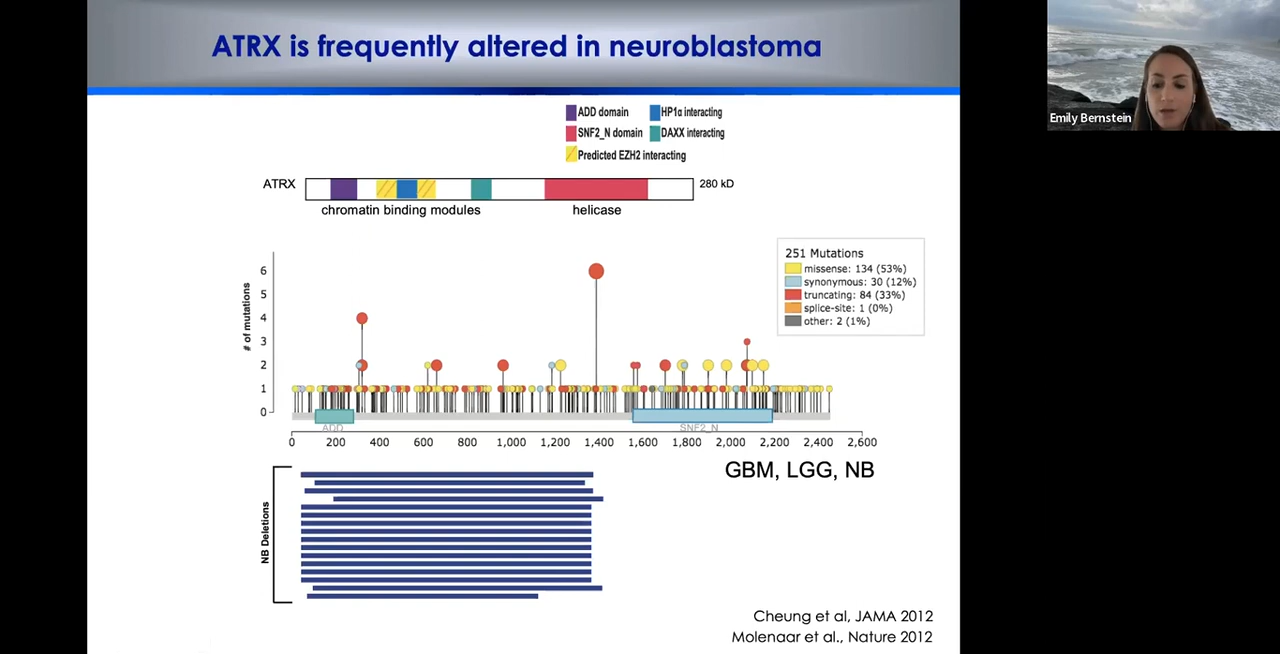 ATRX is frequently altered in neuroblastoma
Emily Bernstein
ADD domain
HP1α interacting
SNF2_N domain
DAXX interacting
Predicted EZH2 interacting
ATRX
280 kD
chromatin binding modules
helicase
251 Mutations
missense: 134 (53%)
synonymous: 30 (12%)
truncating: 84 (33%)
splice-site: 1 (0%)
other: 2 (1%)
# of mutations
6
5
4
3
2
1
0
ADD
SNF2_N
0 200 400 600 800 1,000 1,200 1,400 1,600 1,800 2,000 2,200 2,400 2,600
GBM, LGG, NB
NB Deletions
Cheung et al, JAMA 2012
Molenaar et al., Nature 2012